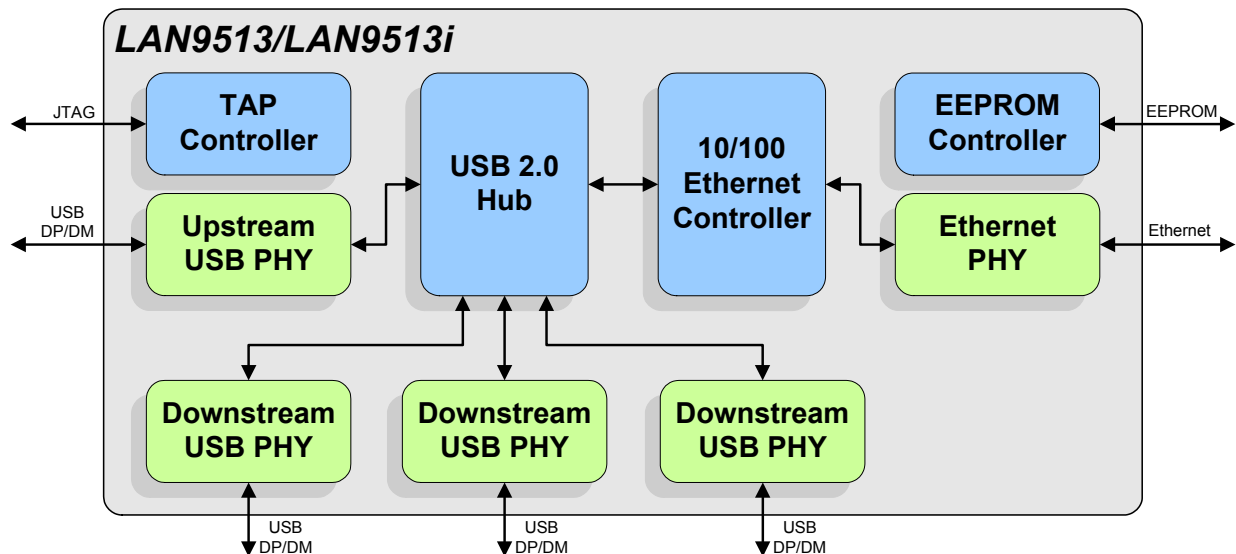 LAN9513/LAN9513i
JTAG
TAP
Controller
USB 2.0
Hub
10/100
Ethernet
Controller
EEPROM
Controller
EEPROM
USB
DP/DM
Upstream
USB PHY
Ethernet
PHY
Ethernet
Downstream
USB PHY
Downstream
USB PHY
Downstream
USB PHY
USB
DP/DM
USB
DP/DM
USB
DP/DM